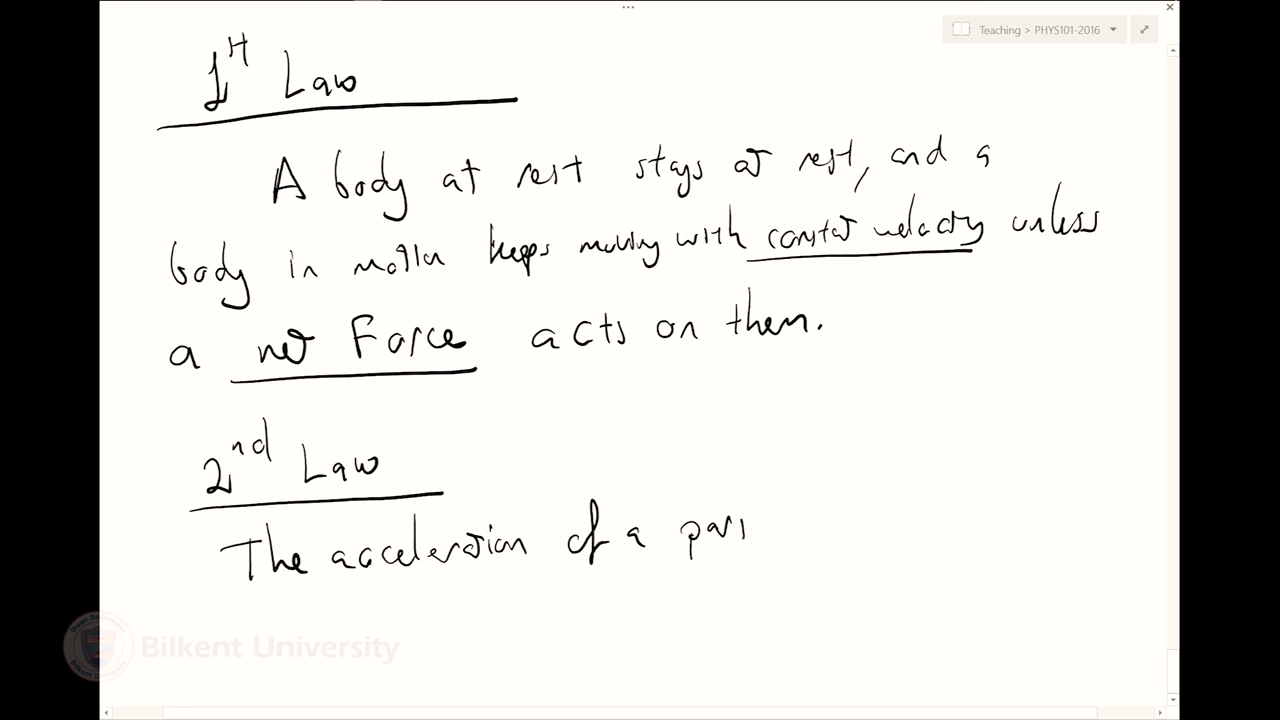 ...
Teaching > PHYS101-2016
1st Law
A body at rest stays at rest, and a
body in motion keeps moving with constant velocity unless
a net Force acts on them.
2nd Law
The acceleration of a par
Bilkent University